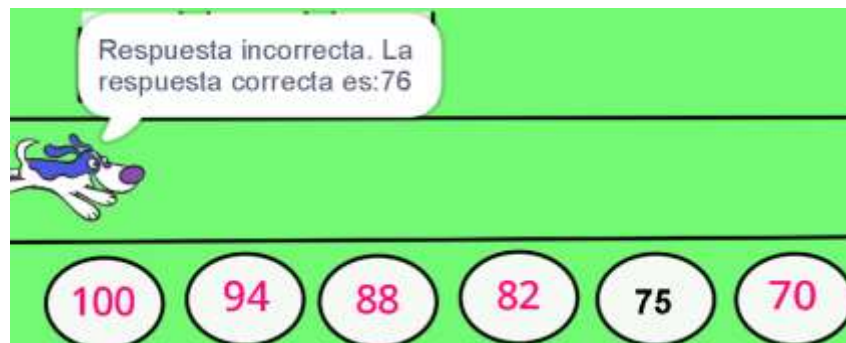 Respuesta incorrecta. La
respuesta correcta es:76
100 94 88 82 75 70